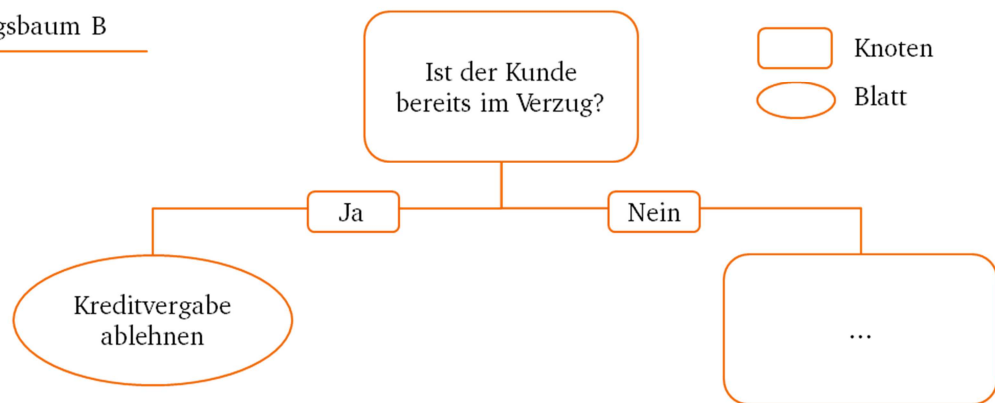 gsbaum B
Ist der Kunde
bereits im Verzug?
Knoten
Blatt
Ja
Nein
Kreditvergabe
ablehnen
...